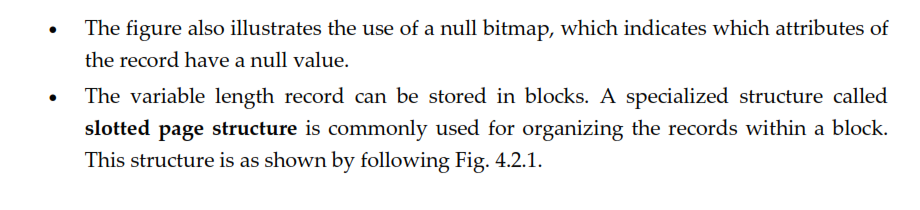 • The figure also illustrates the use of a null bitmap, which indicates which attributes of
the record have a null value.
• The variable length record can be stored in blocks. A specialized structure called
slotted page structure is commonly used for organizing the records within a block.
This structure is as shown by following Fig. 4.2.1.